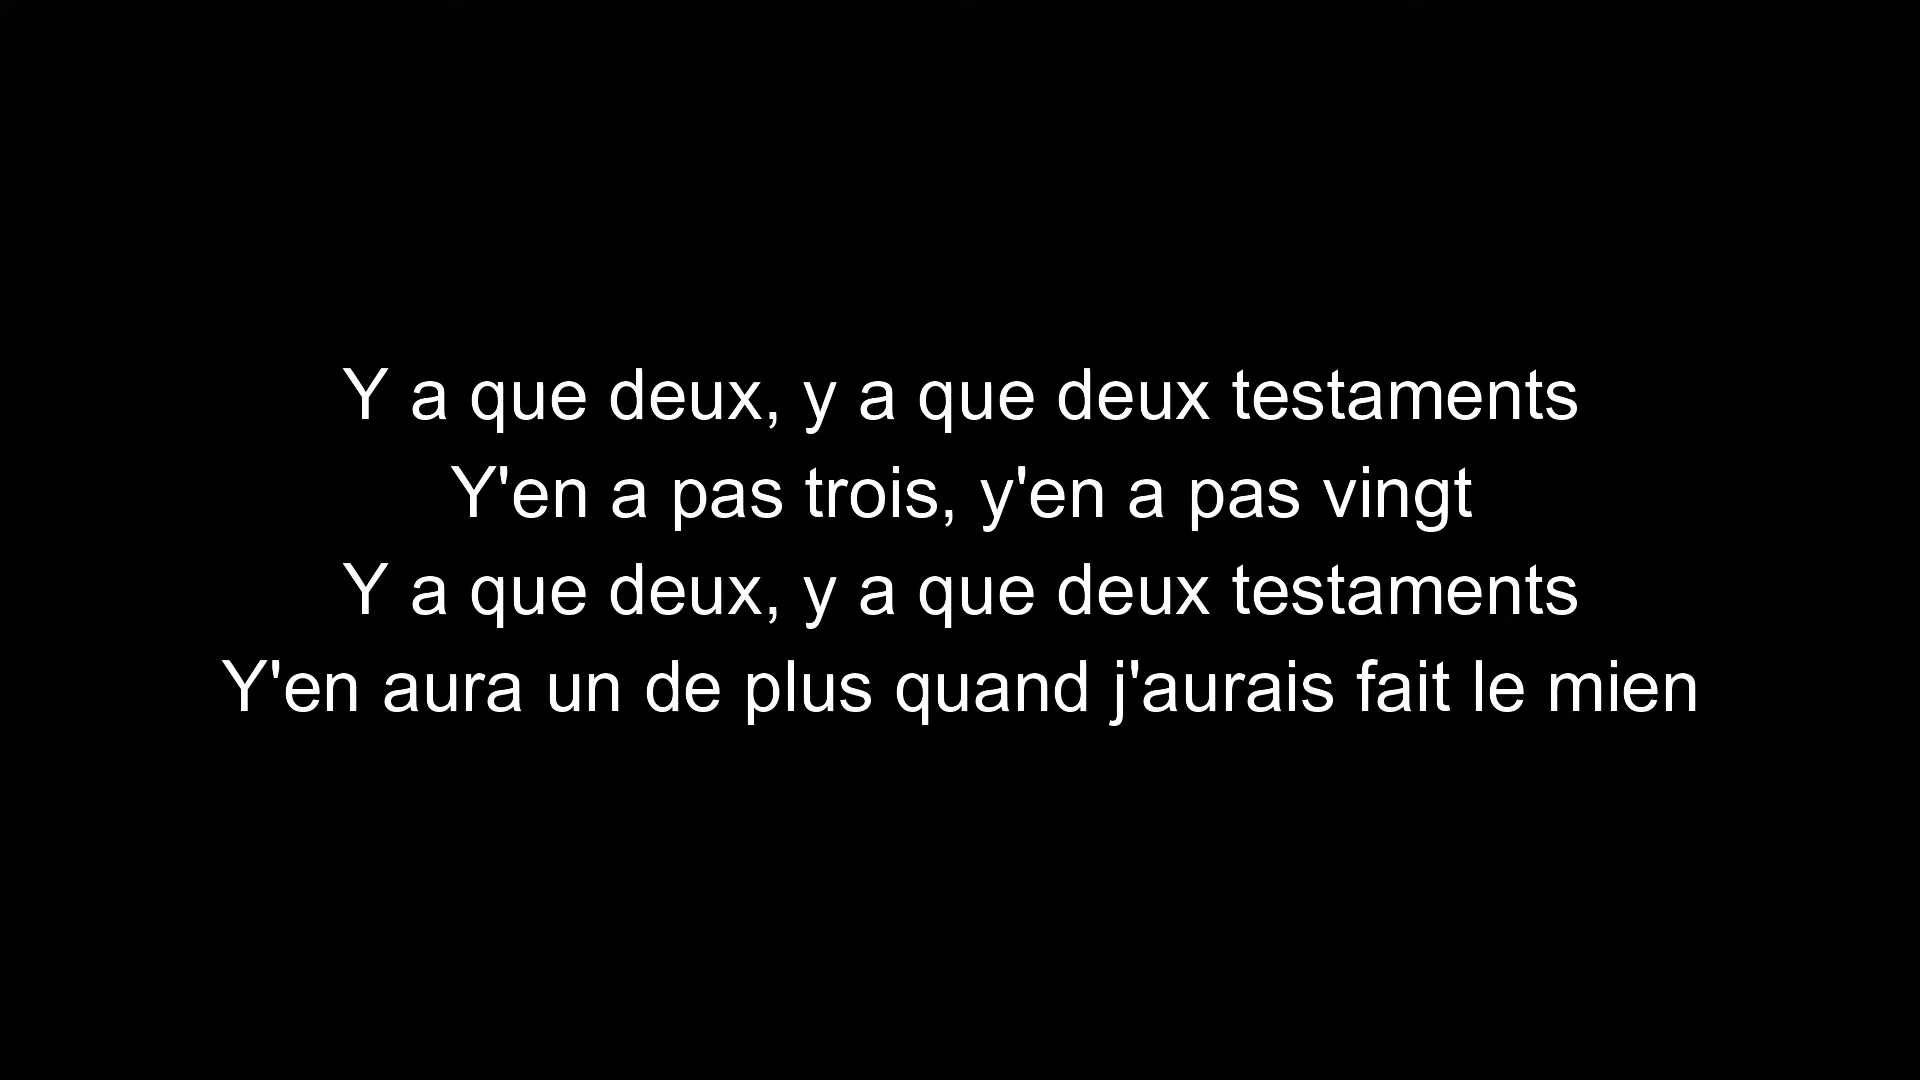 Y a que deux, y a que deux testaments
Y'en a pas trois, y'en a pas vingt
Y a que deux, y a que deux testaments
Y'en aura un de plus quand j'aurais fait le mien